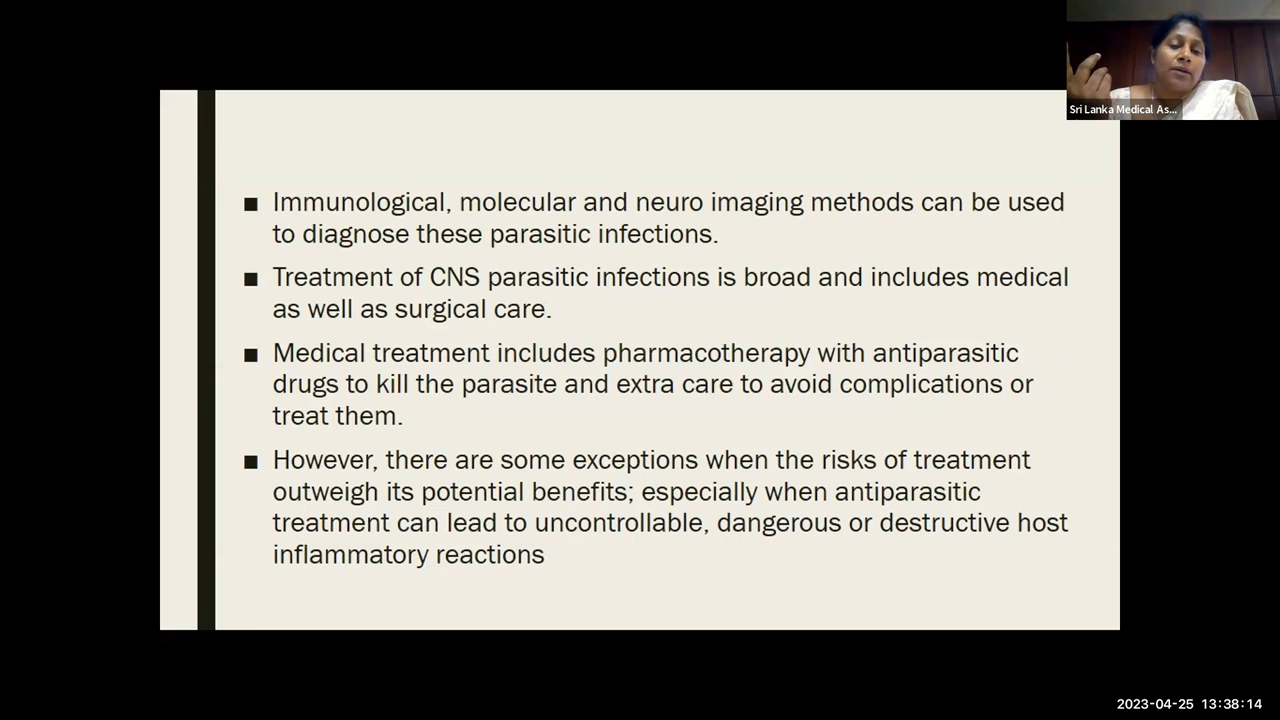 Sri Lanka Medical As...
■ Immunological, molecular and neuro imaging methods can be used
to diagnose these parasitic infections.
■ Treatment of CNS parasitic infections is broad and includes medical
as well as surgical care.
■ Medical treatment includes pharmacotherapy with antiparasitic
drugs to kill the parasite and extra care to avoid complications or
treat them.
■ However, there are some exceptions when the risks of treatment
outweigh its potential benefits; especially when antiparasitic
treatment can lead to uncontrollable, dangerous or destructive host
inflammatory reactions
2023-04-25 13:38:14